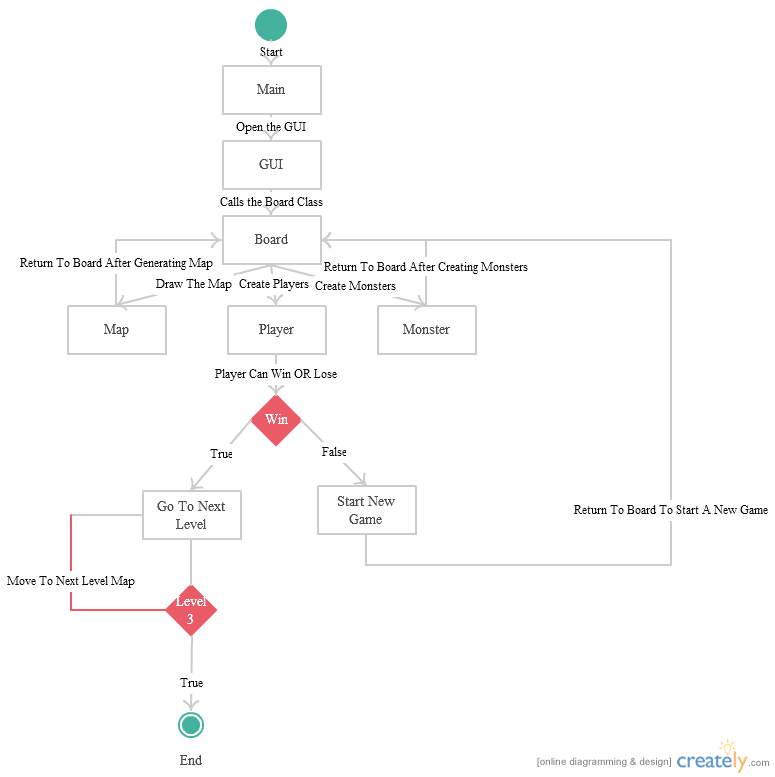 Start
Main
Open the GUI
GUI
Calls the Board Class
Board
Return To Board After Generating Map
Return To Board After Creating Monsters
Draw The Map
Create Players
Create Monsters
Map
Player
Monster
Player Can Win OR Lose
Win
True
False
Go To Next
Level
Start New
Game
Return To Board To Start A New Game
Move To Next Level Map
Level
3
True
End
[online diagramming & design] creately.com